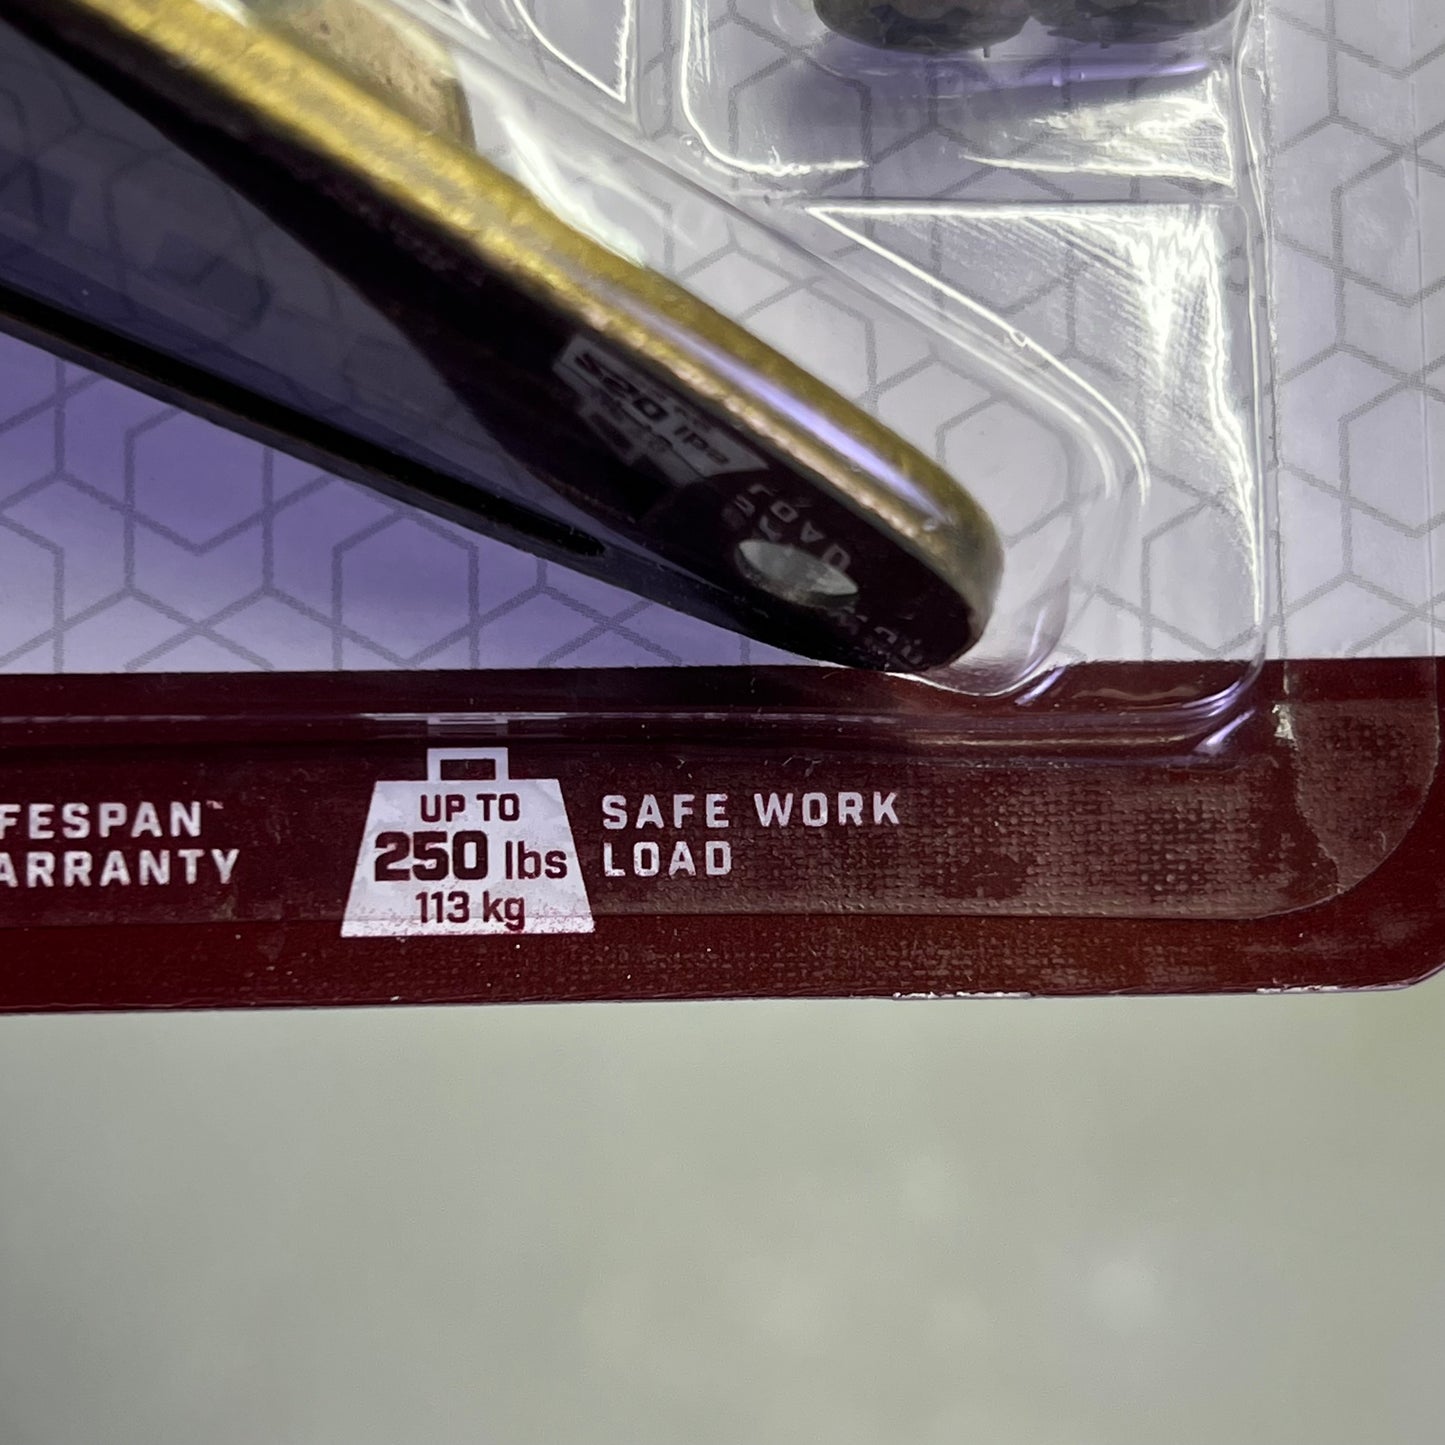 FESPAN™
ARRANTY
UP TO
250 lbs
113 kg
SAFE WORK
LOAD